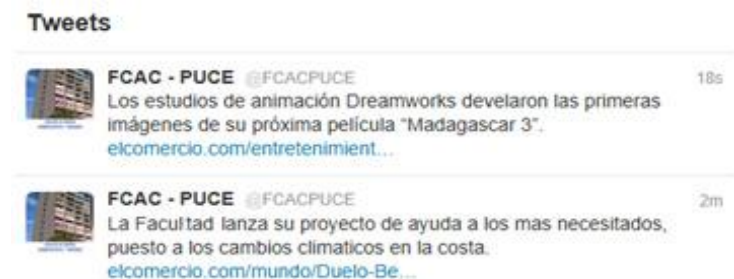 Tweets
FCAC - PUCE @FCACPUCE 18s
Los estudios de animación Dreamworks develaron las primeras
imágenes de su próxima película “Madagascar 3”.
elcomercio.com/entretenimient...
FCAC - PUCE @FCACPUCE 2m
La Facultad lanza su proyecto de ayuda a los mas necesitados,
puesto a los cambios climaticos en la costa.
elcomercio.com/mundo/Duelo-Be...